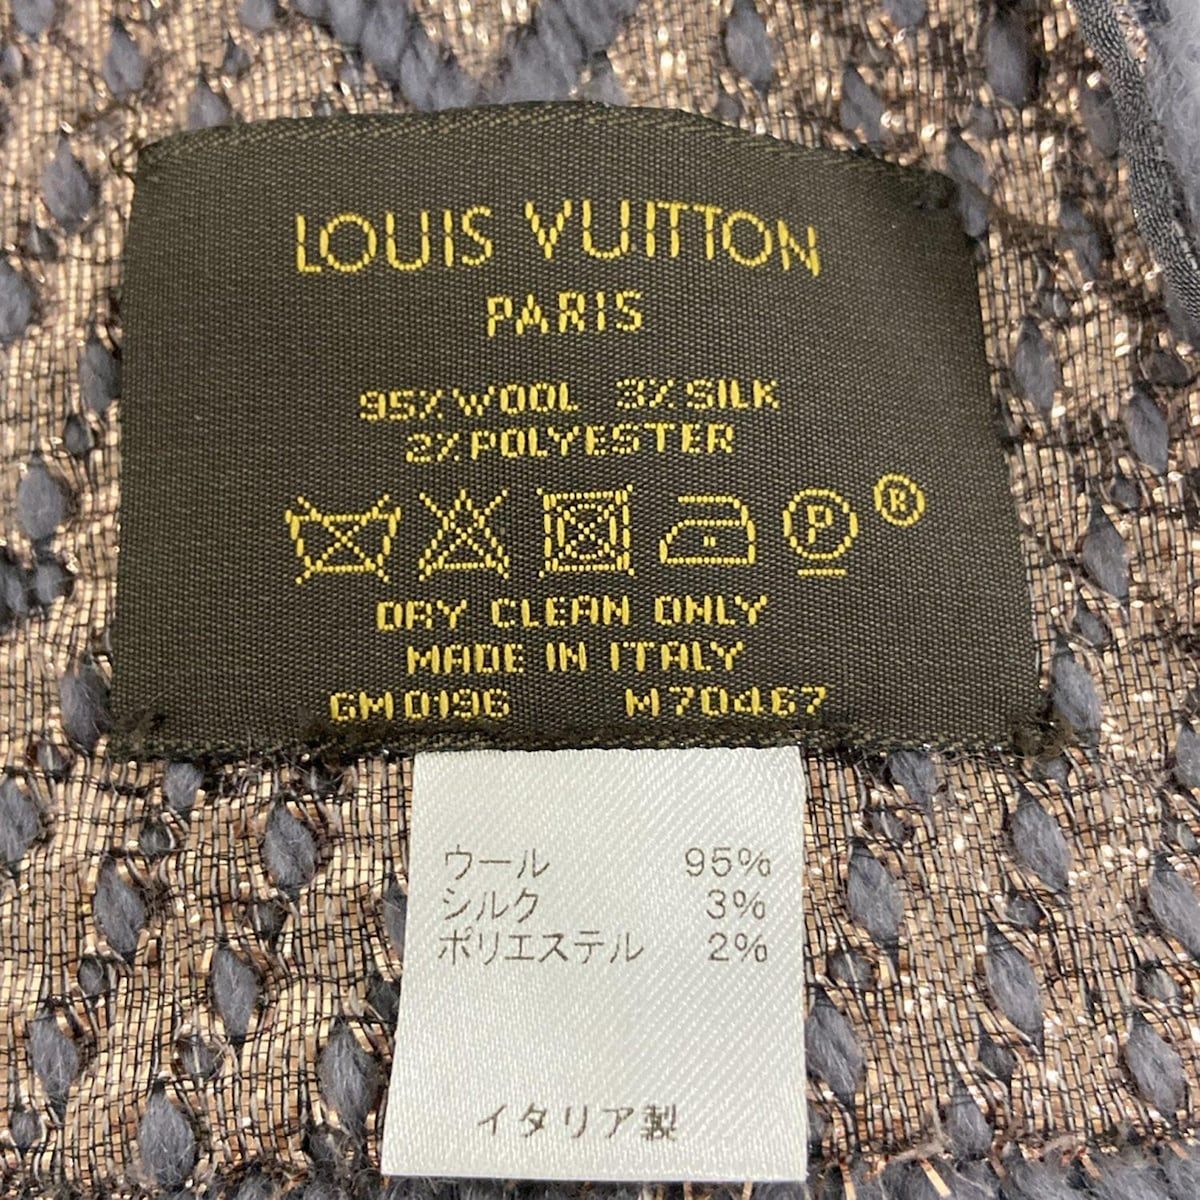 LOUIS VUITTON
PARIS
95% WOOL 3% SILK
2% POLYESTER
P ®
DRY CLEAN ONLY
MADE IN ITALY
GM0196 M70467
ウール 95%
シルク 3%
ポリエステル 2%
イタリア製